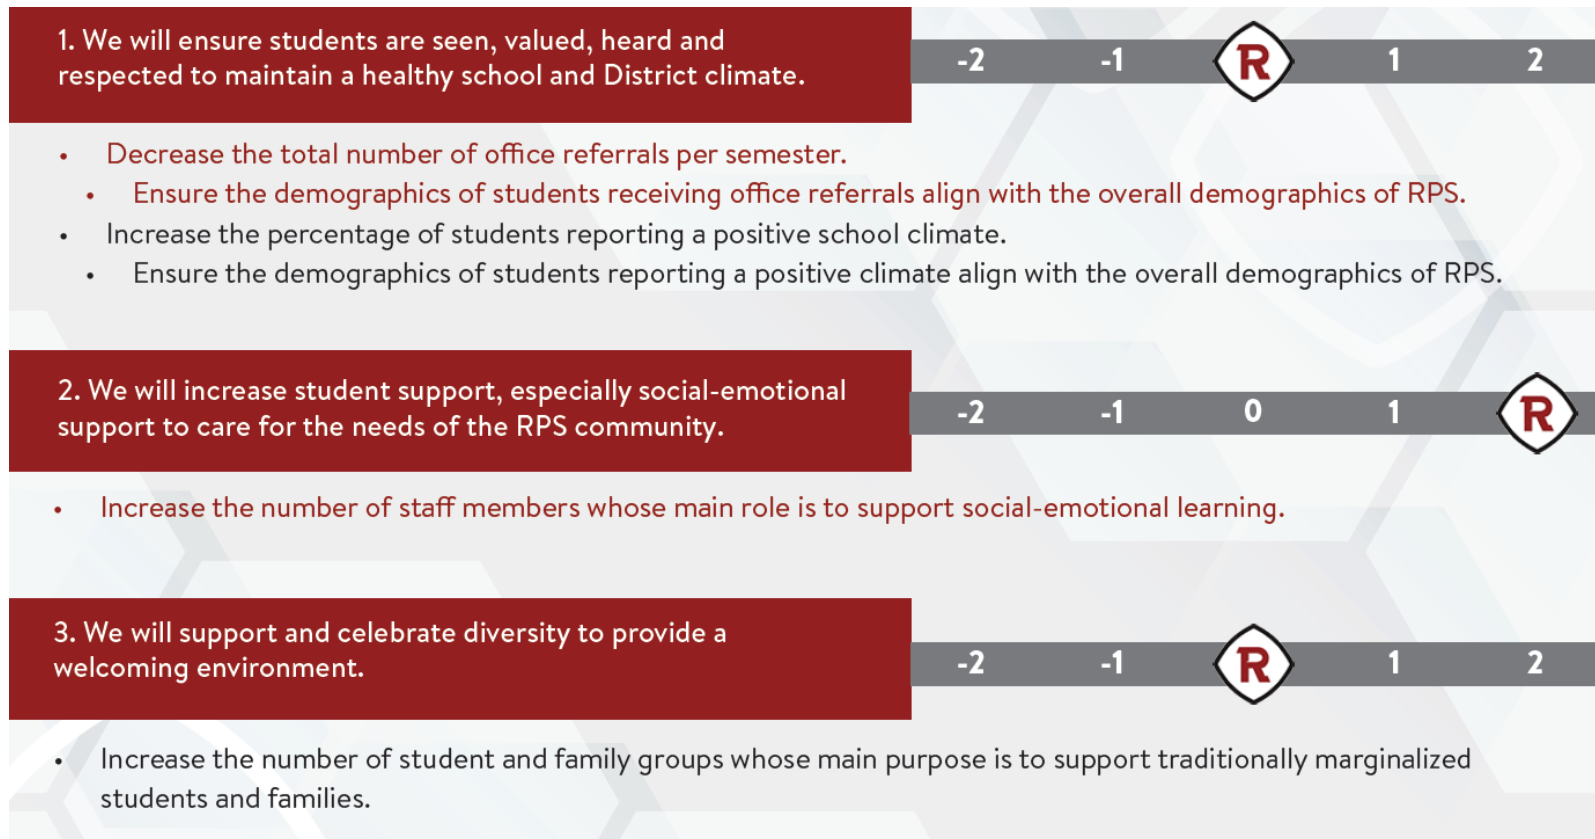 1. We will ensure students are seen, valued, heard and
respected to maintain a healthy school and District climate.
-2 -1 R 1 2
• Decrease the total number of office referrals per semester.
• Ensure the demographics of students receiving office referrals align with the overall demographics of RPS.
• Increase the percentage of students reporting a positive school climate.
• Ensure the demographics of students reporting a positive climate align with the overall demographics of RPS.
2. We will increase student support, especially social-emotional
support to care for the needs of the RPS community.
-2 -1 0 1 R
• Increase the number of staff members whose main role is to support social-emotional learning.
3. We will support and celebrate diversity to provide a
welcoming environment.
-2 -1 R 1 2
• Increase the number of student and family groups whose main purpose is to support traditionally marginalized
students and families.